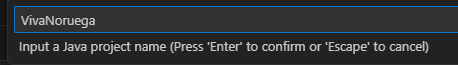 VivaNoruega
Input a Java project name (Press 'Enter' to confirm or 'Escape' to cancel)